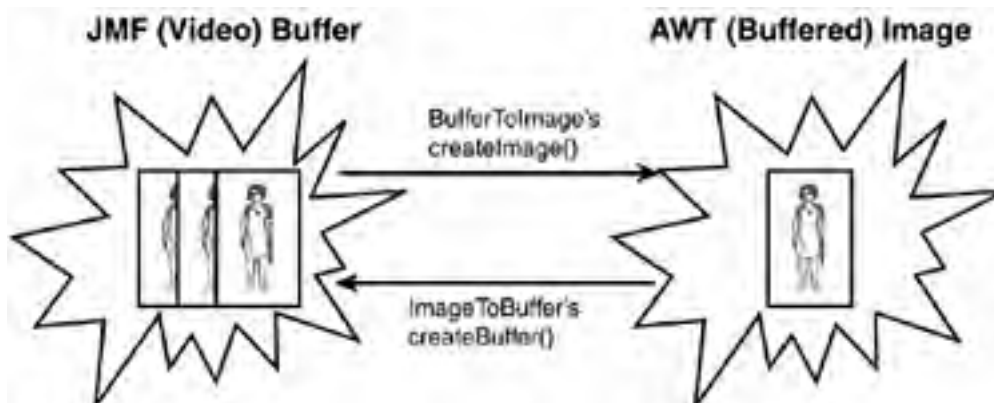 JMF (Video) Buffer
AWT (Buffered) Image
BufferToImage's
createImage()
ImageToBuffer's
createBuffer()